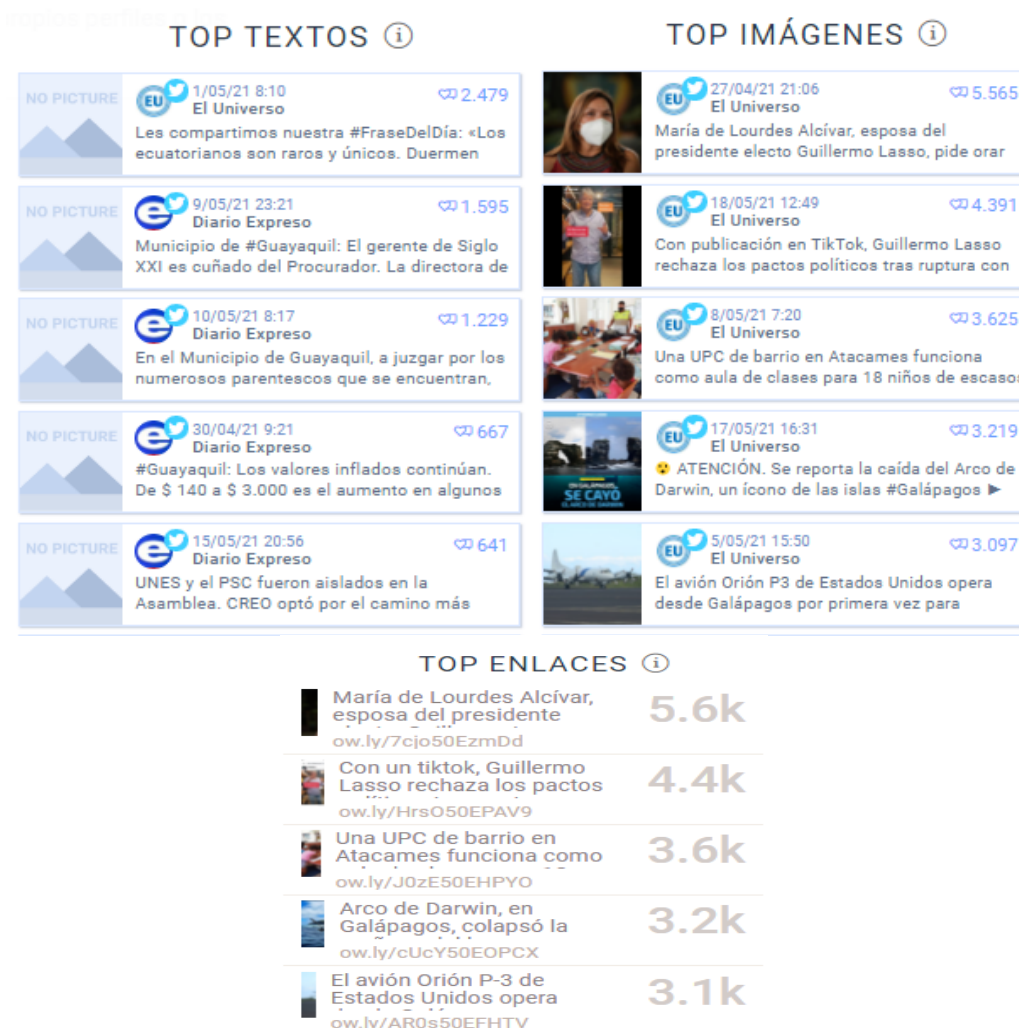 TOP TEXTOS
NO PICTURE
EU
1/05/21 8:10
2.479
El Universo
Les compartimos nuestra #FraseDelDía: «Los
ecuatorianos son raros y únicos. Duermen
NO PICTURE
e
9/05/21 23:21
1.595
Diario Expreso
Municipio de #Guayaquil: El gerente de Siglo
XXI es cuñado del Procurador. La directora de
NO PICTURE
e
10/05/21 8:17
1.229
Diario Expreso
En el Municipio de Guayaquil, a juzgar por los
numerosos parentescos que se encuentran,
NO PICTURE
e
30/04/21 9:21
667
Diario Expreso
#Guayaquil: Los valores inflados continúan.
De $ 140 a $ 3.000 es el aumento en algunos
NO PICTURE
e
15/05/21 20:56
641
Diario Expreso
UNES y el PSC fueron aislados en la
Asamblea. CREO optó por el camino más
TOP IMÁGENES
EU
27/04/21 21:06
5.565
El Universo
María de Lourdes Alcívar, esposa del
presidente electo Guillermo Lasso, pide orar
EU
18/05/21 12:49
4.391
El Universo
Con publicación en TikTok, Guillermo Lasso
rechaza los pactos políticos tras ruptura con
EU
8/05/21 7:20
3.625
El Universo
Una UPC de barrio en Atacames funciona
como aula de clases para 18 niños de escasos
EN GALÁPAGOS,
SE CAYÓ
EL ARCO DE DARWIN
EU
17/05/21 16:31
3.219
El Universo
😲 ATENCIÓN. Se reporta la caída del Arco de
Darwin, un ícono de las islas #Galápagos ►
EU
5/05/21 15:50
3.097
El Universo
El avión Orión P3 de Estados Unidos opera
desde Galápagos por primera vez para
TOP ENLACES
María de Lourdes Alcívar,
esposa del presidente
5.6k
ow.ly/7cjo50EzmDd
Con un tiktok, Guillermo
Lasso rechaza los pactos
4.4k
ow.ly/HrsO50EPAV9
Una UPC de barrio en
Atacames funciona como
3.6k
ow.ly/J0zE50EHPYO
Arco de Darwin, en
Galápagos, colapsó la
3.2k
ow.ly/cUcY50EOPCX
El avión Orión P-3 de
Estados Unidos opera
3.1k
ow.ly/AR0s50EFHTV